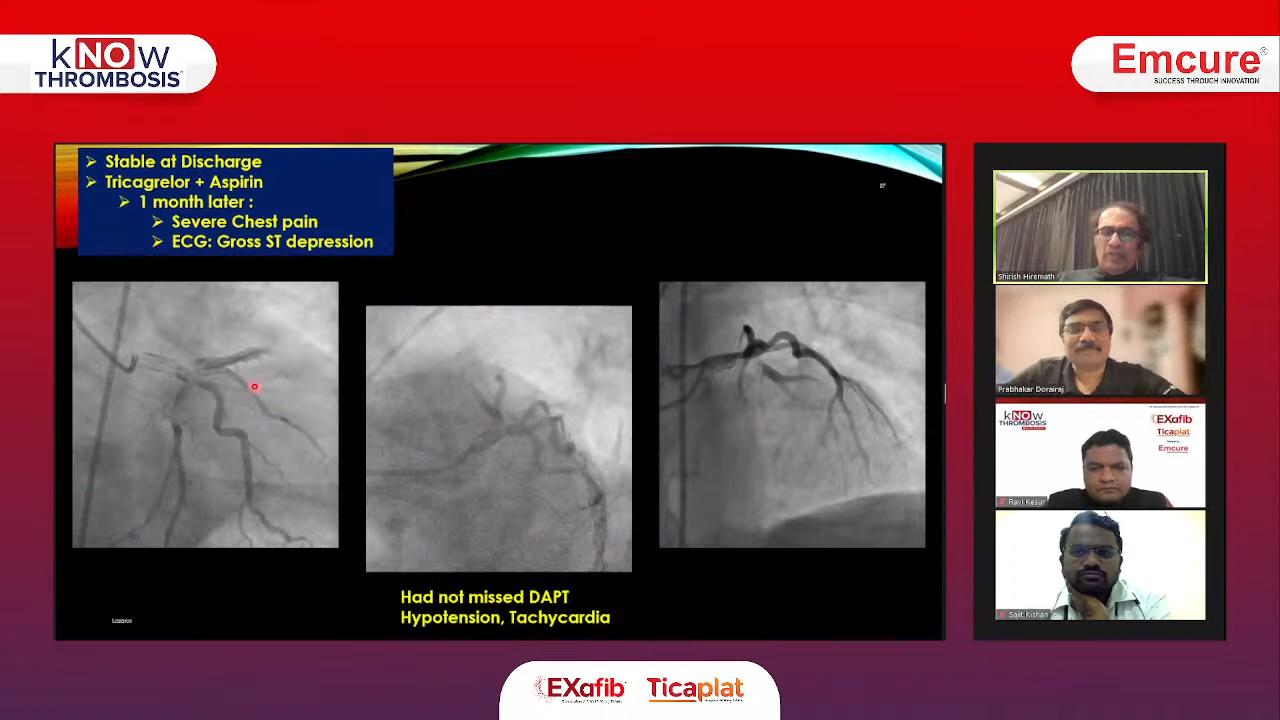 kNOw
THROMBOSIS
Emcure®
SUCCESS THROUGH INNOVATION
➢ Stable at Discharge
➢ Tricagrelor + Aspirin
➢ 1 month later :
➢ Severe Chest pain
➢ ECG: Gross ST depression
Had not missed DAPT
Hypotension, Tachycardia
Lazarus
Shirish Hiremath
Prabhakar Dorairaj
kNOw
THROMBOSIS
EXafib
Ticaplat
Emcure
Ravi Kesur
Sajit Kishan
EXafib
Ticaplat